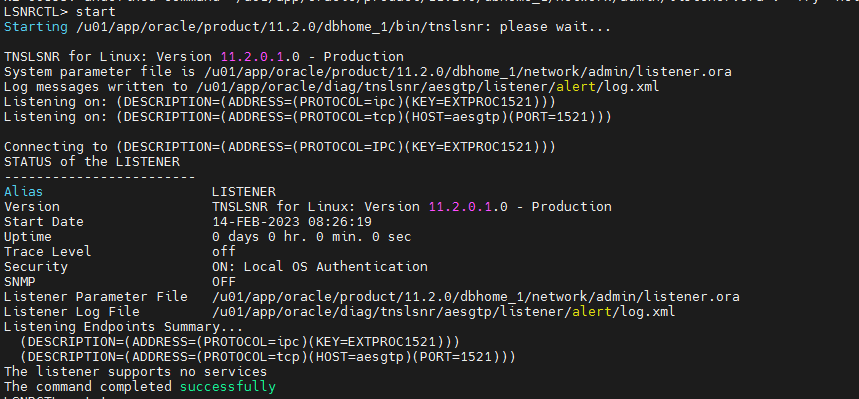 LSNRCTL> start
Starting /u01/app/oracle/product/11.2.0/dbhome_1/bin/tnslsnr: please wait...
TNSLSNR for Linux: Version 11.2.0.1.0 - Production
System parameter file is /u01/app/oracle/product/11.2.0/dbhome_1/network/admin/listener.ora
Log messages written to /u01/app/oracle/diag/tnslsnr/aesgtp/listener/alert/log.xml
Listening on: (DESCRIPTION=(ADDRESS=(PROTOCOL=ipc)(KEY=EXTPROC1521)))
Listening on: (DESCRIPTION=(ADDRESS=(PROTOCOL=tcp)(HOST=aesgtp)(PORT=1521)))
Connecting to (DESCRIPTION=(ADDRESS=(PROTOCOL=IPC)(KEY=EXTPROC1521)))
STATUS of the LISTENER
------------------------
Alias                     LISTENER
Version                   TNSLSNR for Linux: Version 11.2.0.1.0 - Production
Start Date                14-FEB-2023 08:26:19
Uptime                    0 days 0 hr. 0 min. 0 sec
Trace Level               off
Security                  ON: Local OS Authentication
SNMP                      OFF
Listener Parameter File   /u01/app/oracle/product/11.2.0/dbhome_1/network/admin/listener.ora
Listener Log File         /u01/app/oracle/diag/tnslsnr/aesgtp/listener/alert/log.xml
Listening Endpoints Summary...
  (DESCRIPTION=(ADDRESS=(PROTOCOL=ipc)(KEY=EXTPROC1521)))
  (DESCRIPTION=(ADDRESS=(PROTOCOL=tcp)(HOST=aesgtp)(PORT=1521)))
The listener supports no services
The command completed successfully